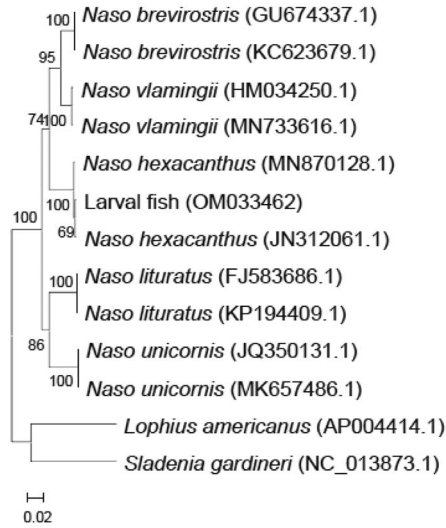 100
Naso brevirostris (GU674337.1)
Naso brevirostris (KC623679.1)
95
Naso vlamingii (HM034250.1)
74
100
Naso vlamingii (MN733616.1)
Naso hexacanthus (MN870128.1)
100
Larval fish (OM033462)
100
69
Naso hexacanthus (JN312061.1)
100
Naso lituratus (FJ583686.1)
Naso lituratus (KP194409.1)
86
Naso unicornis (JQ350131.1)
100
Naso unicornis (MK657486.1)
Lophius americanus (AP004414.1)
Sladenia gardineri (NC_013873.1)
0.02